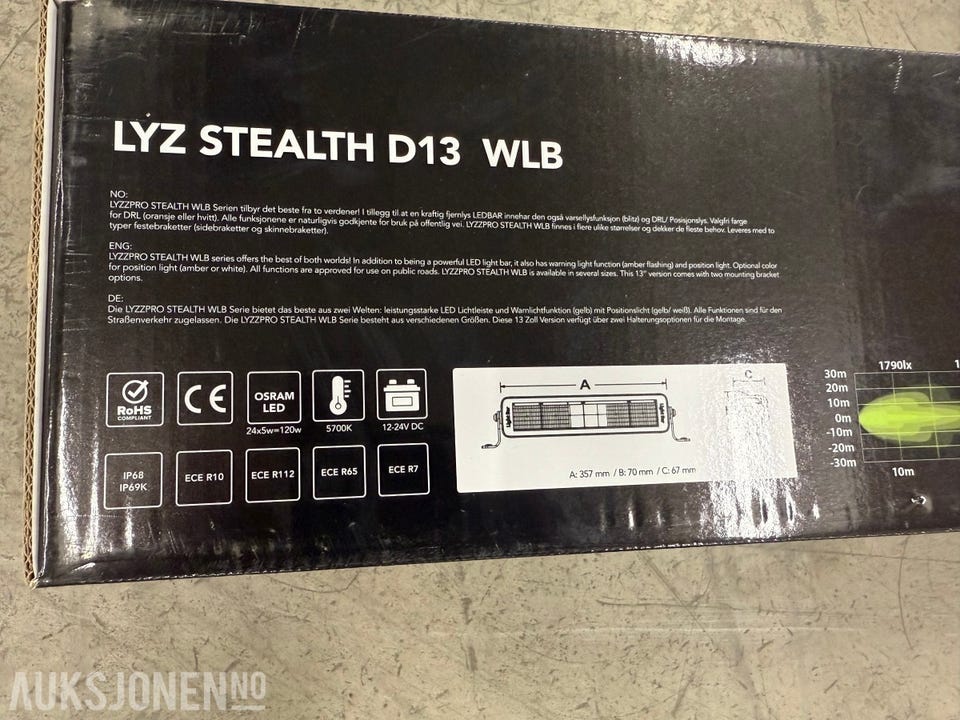 LYZ STEALTH D13 WLB
NO:
LYZZPRO STEALTH WLB Serien tilbyr det beste fra to verdener! I tillegg til at en kraftig fjernlys LEDBAR innehar den også varsellysfunksjon (blitz) og DRL/ Posisjonslys. Valgfri farge
for DRL (oransje eller hvitt). Alle funksjonene er naturligvis godkjente for bruk på offentlig vei. LYZZPRO STEALTH WLB finnes i flere ulike størrelser og dekker de fleste behov. Leveres med to
typer festebraketter (sidebraketter og skinnebraketter).
ENG:
LYZZPRO STEALTH WLB series offers the best of both worlds! In addition to being a powerful LED light bar, it also has warning light function (amber flashing) and position light. Optional color
for position light (amber or white). All functions are approved for use on public roads. LYZZPRO STEALTH WLB is available in several sizes. This 13" version comes with two mounting bracket
options.
DE:
Die LYZZPRO STEALTH WLB Serie bietet das beste aus zwei Welten: leistungsstarke LED Lichtleiste und Warnlichtfunktion (gelb) mit Positionslicht (gelb/ weiß). Alle Funktionen sind für den
Straßenverkehr zugelassen. Die LYZZPRO STEALTH WLB Serie besteht aus verschiedenen Größen. Diese 13 Zoll Version verfügt über zwei Halterungsoptionen für die Montage.
RoHS
COMPLIANT
CE
OSRAM
LED
24x5w=120w
5700K
12-24V DC
IP68
IP69K
ECE R10
ECE R112
ECE R65
ECE R7
A
C
A: 357 mm / B: 70 mm / C: 67 mm
1790lx
30m
20m
10m
0m
-10m
-20m
-30m
10m
AUKSJONEN NO